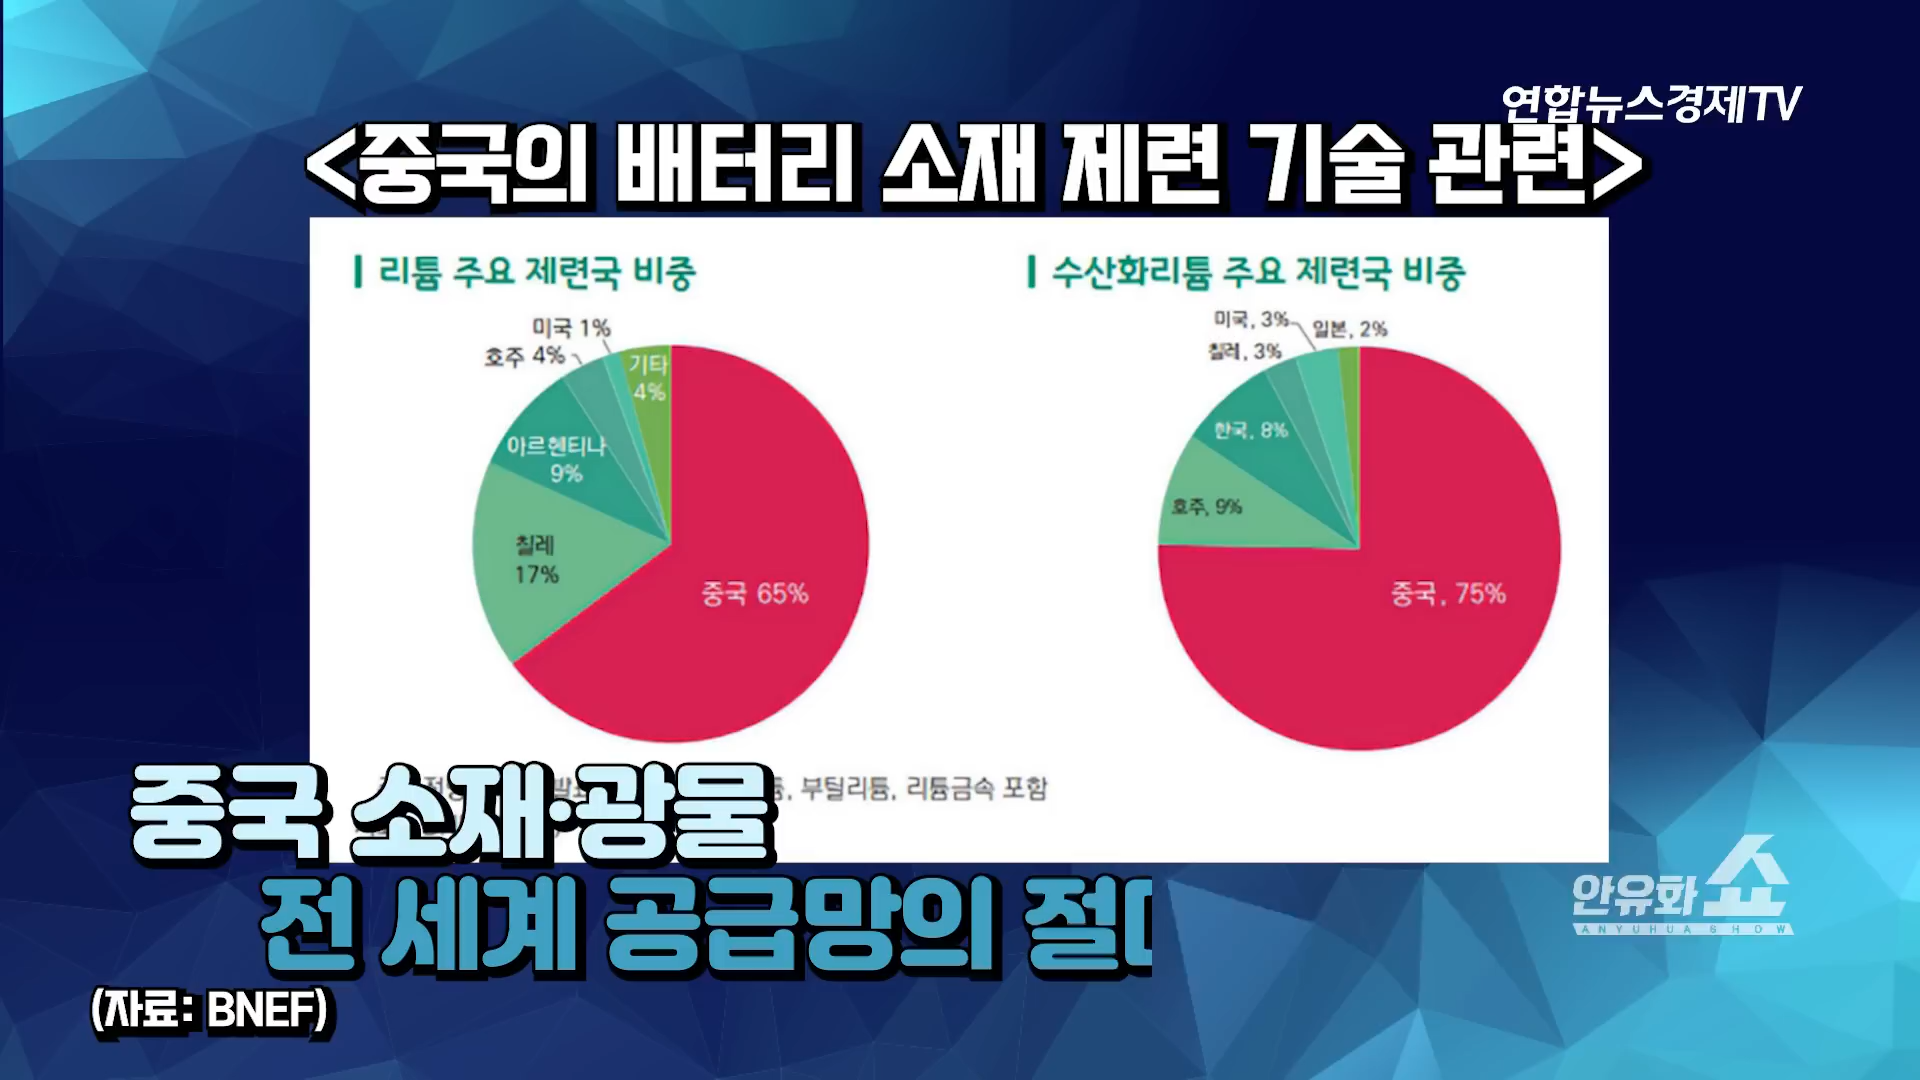 연합뉴스경제TV
<중국의 배터리 소재 제련 기술 관련>
리튬 주요 제련국 비중
미국 1%
호주 4%
기타
4%
아르헨티나
9%
칠레
17%
중국 65%
수산화리튬 주요 제련국 비중
미국, 3%
일본, 2%
칠레, 3%
한국, 8%
호주, 9%
중국, 75%
부틸리튬, 리튬금속 포함
중국 소재·광물
전 세계 공급망의
(자료: BNEF)
안유화 쇼
ANYUHUA SHOW